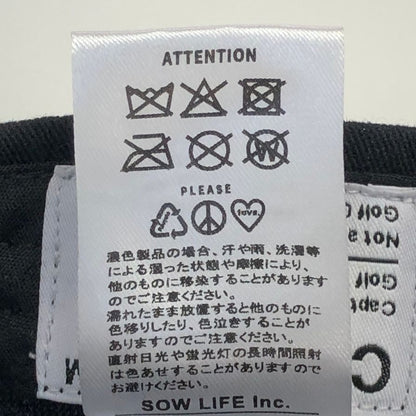 ATTENTION
W
PLEASE
love.
濃色製品の場合、汗や雨、洗濯等
による湿った状態や摩擦により、
他のものに移染することがあります
のでご注意ください。
濡れたまま放置すると他のものに
色移りしたり、色泣きすることが
ありますのでご注意ください。
直射日光や蛍光灯の長時間照射
は色あせすることがありますので
お気をつけください。
SOW LIFE Inc.
Golf
Not a
Golf
Capt
C